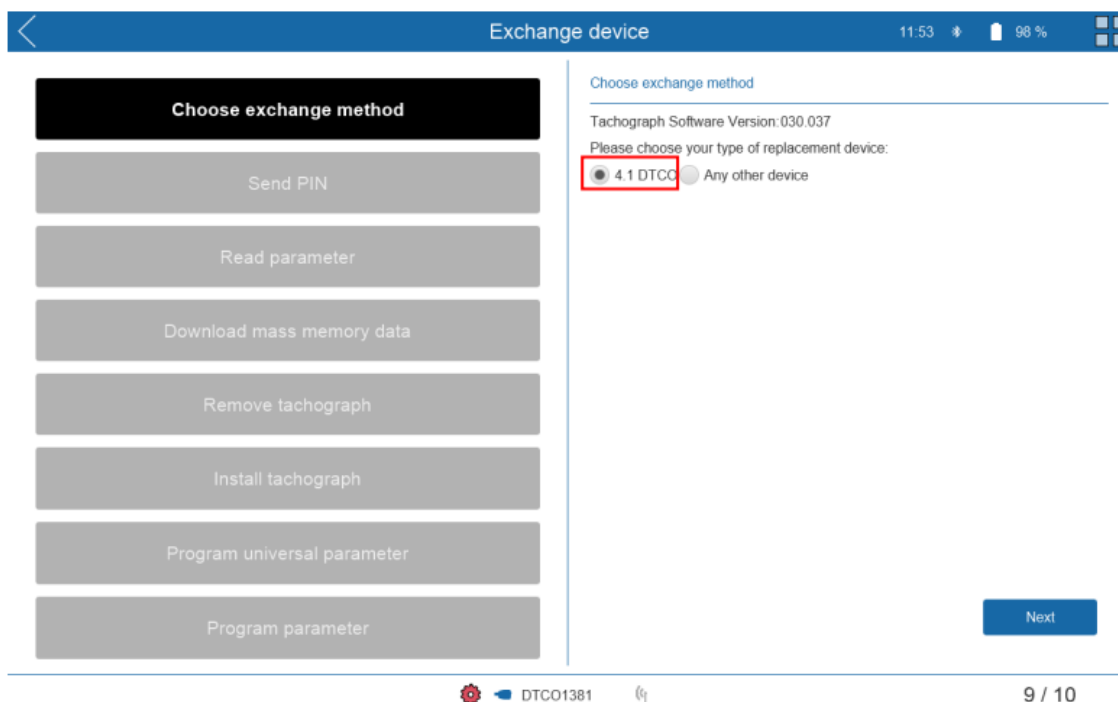 Exchange device
11:53
98 %
Choose exchange method
Send PIN
Read parameter
Download mass memory data
Remove tachograph
Install tachograph
Program universal parameter
Program parameter
Choose exchange method
Tachograph Software Version:030.037
Please choose your type of replacement device:
4.1 DTCO Any other device
Next
DTCO1381
9 / 10